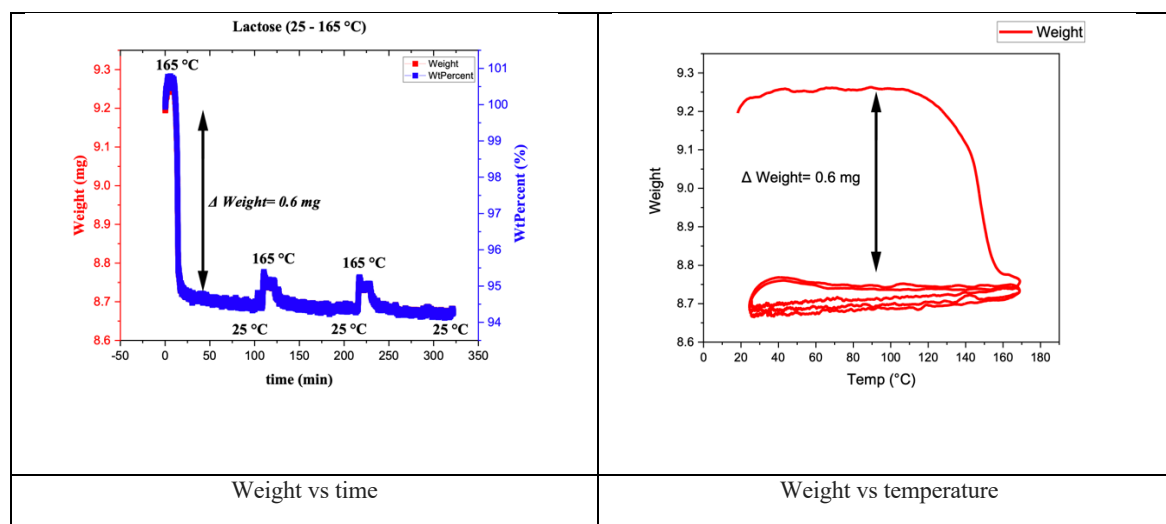 Lactose (25 - 165 °C)
165 °C
Weight
WtPercent
9.3
9.2
9.1
9.0
8.9
8.8
8.7
8.6
Weight (mg)
101
100
99
98
97
96
95
94
WtPercent (%)
Δ Weight= 0.6 mg
165 °C
165 °C
25 °C
25 °C
25 °C
-50
0
50
100
150
200
250
300
350
time (min)
Weight
9.3
9.2
9.1
9.0
8.9
8.8
8.7
8.6
Weight
Δ Weight= 0.6 mg
0
20
40
60
80
100
120
140
160
180
Temp (°C)
Weight vs time
Weight vs temperature